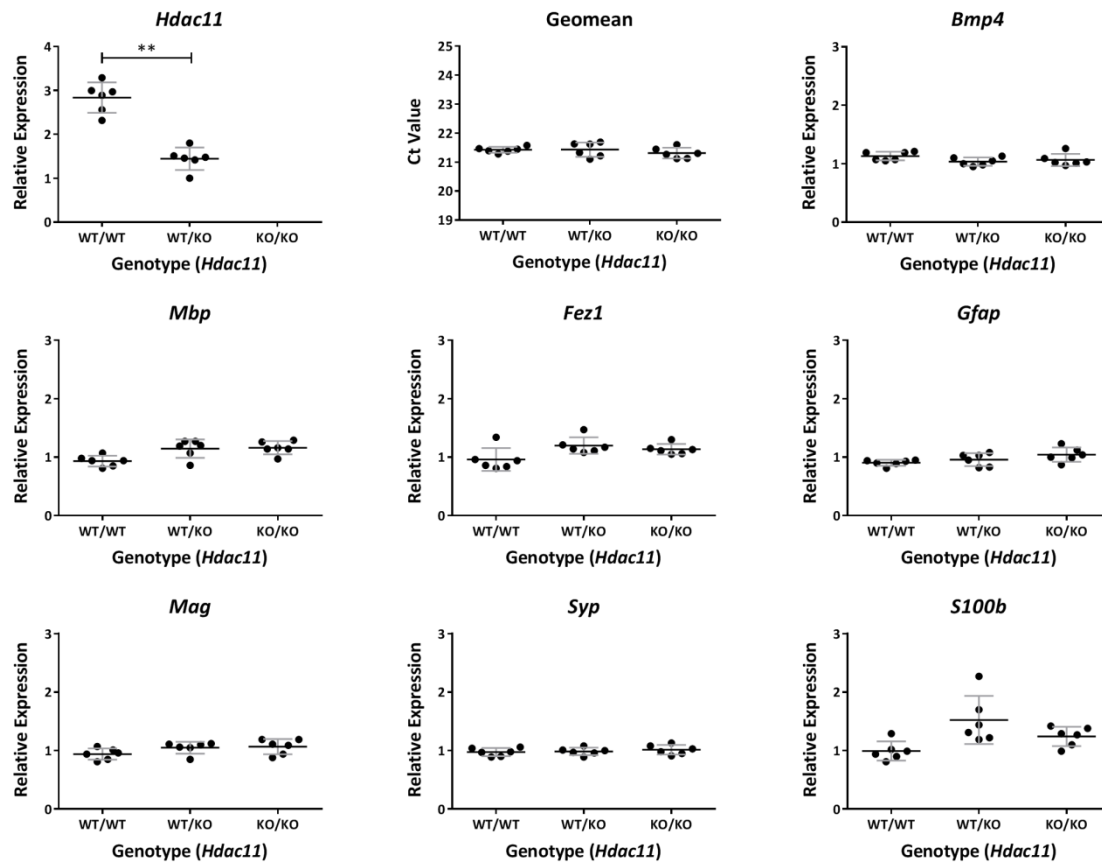 Hdac11
**
Relative Expression
4
3
2
1
0
WT/WT WT/KO KO/KO
Genotype (Hdac11)
Geomean
Ct Value
25
24
23
22
21
20
19
WT/WT WT/KO KO/KO
Genotype (Hdac11)
Bmp4
Relative Expression
3
2
1
0
WT/WT WT/KO KO/KO
Genotype (Hdac11)
Mbp
Relative Expression
3
2
1
0
WT/WT WT/KO KO/KO
Genotype (Hdac11)
Fez1
Relative Expression
3
2
1
0
WT/WT WT/KO KO/KO
Genotype (Hdac11)
Gfap
Relative Expression
3
2
1
0
WT/WT WT/KO KO/KO
Genotype (Hdac11)
Mag
Relative Expression
3
2
1
0
WT/WT WT/KO KO/KO
Genotype (Hdac11)
Syp
Relative Expression
3
2
1
0
WT/WT WT/KO KO/KO
Genotype (Hdac11)
S100b
Relative Expression
3
2
1
0
WT/WT WT/KO KO/KO
Genotype (Hdac11)